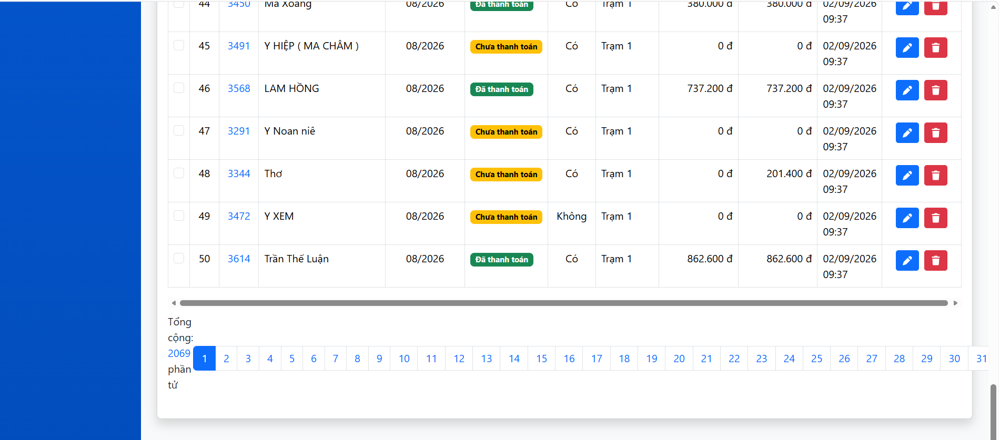 44 3450 Ma Xoang 08/2026 Đã thanh toán Có Trạm 1 380.000 đ 380.000 đ 02/09/2026
09:37
45 3491 Y HIỆP ( MA CHÂM ) 08/2026 Chưa thanh toán Có Trạm 1 0 đ 0 đ 02/09/2026
09:37
46 3568 LAM HỒNG 08/2026 Đã thanh toán Có Trạm 1 737.200 đ 737.200 đ 02/09/2026
09:37
47 3291 Y Noan niê 08/2026 Chưa thanh toán Có Trạm 1 0 đ 0 đ 02/09/2026
09:37
48 3344 Thơ 08/2026 Chưa thanh toán Có Trạm 1 0 đ 201.400 đ 02/09/2026
09:37
49 3472 Y XEM 08/2026 Chưa thanh toán Không Trạm 1 0 đ 0 đ 02/09/2026
09:37
50 3614 Trần Thế Luận 08/2026 Đã thanh toán Có Trạm 1 862.600 đ 862.600 đ 02/09/2026
09:37
Tổng
cộng:
2069
phần
tử
1 2 3 4 5 6 7 8 9 10 11 12 13 14 15 16 17 18 19 20 21 22 23 24 25 26 27 28 29 30 31